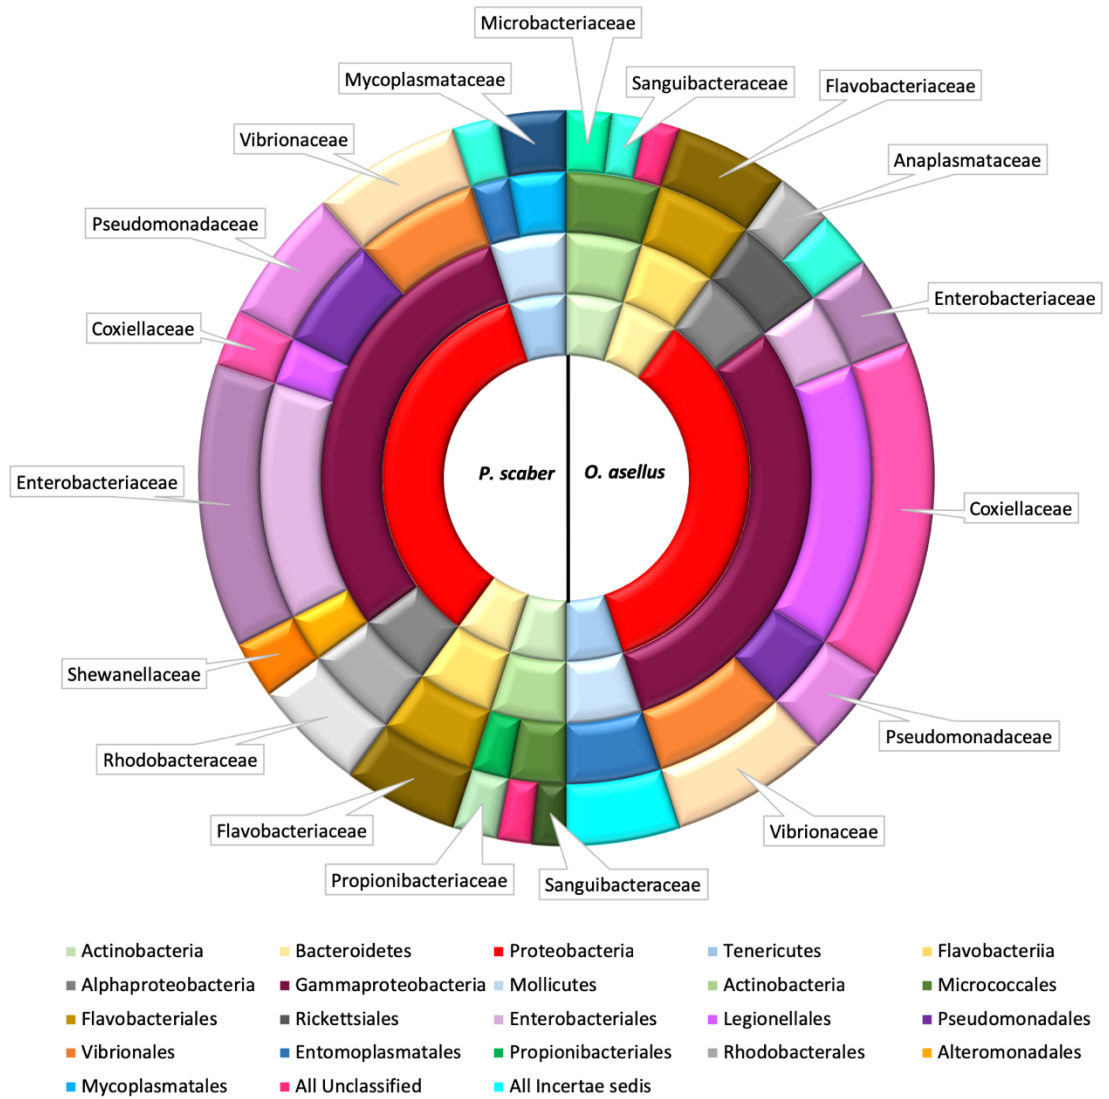 Microbacteriaceae
Mycoplasmataceae
Sanguibacteraceae
Flavobacteriaceae
Vibrionaceae
Anaplasmataceae
Pseudomonadaceae
Enterobacteriaceae
Coxiellaceae
P. scaber
O. asellus
Enterobacteriaceae
Coxiellaceae
Shewanellaceae
Pseudomonadaceae
Rhodobacteraceae
Flavobacteriaceae
Vibrionaceae
Propionibacteriaceae
Sanguibacteraceae
Actinobacteria Bacteroidetes Proteobacteria Tenericutes Flavobacteriia
Alphaproteobacteria Gammaproteobacteria Mollicutes Actinobacteria Micrococcales
Flavobacteriales Rickettsiales Enterobacteriales Legionellales Pseudomonadales
Vibrionales Entomoplasmatales Propionibacteriales Rhodobacterales Alteromonadales
Mycoplasmatales All Unclassified All Incertae sedis